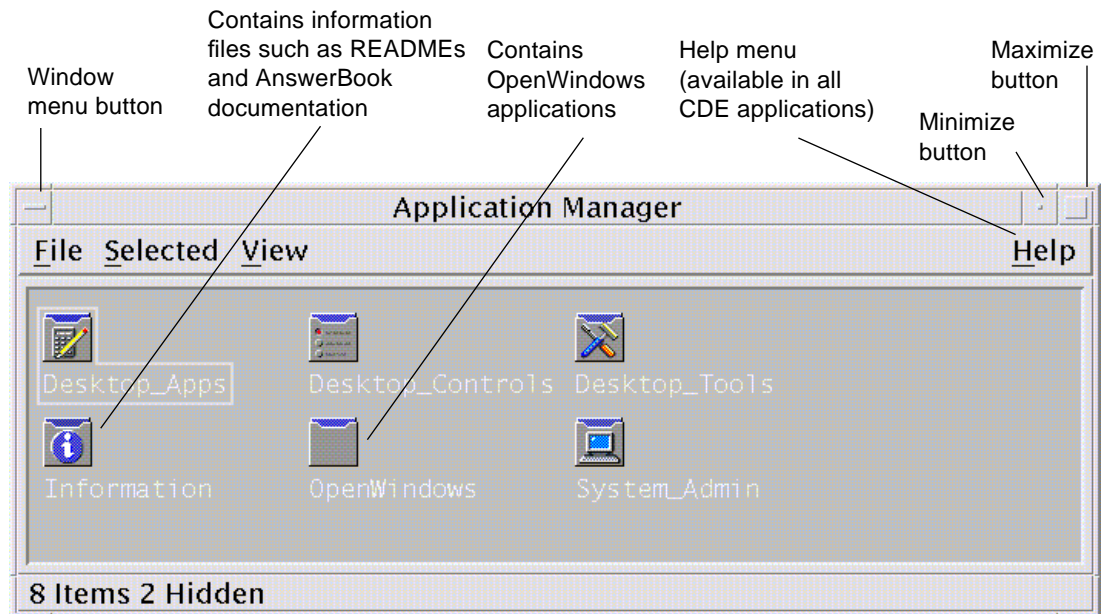 Contains information
files such as READMEs
and AnswerBook
documentation
Contains
OpenWindows
applications
Help menu
(available in all
CDE applications)
Maximize
button
Window
menu button
Minimize
button
Application Manager
File Selected View Help
Desktop_Apps Desktop_Controls Desktop_Tools
Information OpenWindows System_Admin
8 Items 2 Hidden